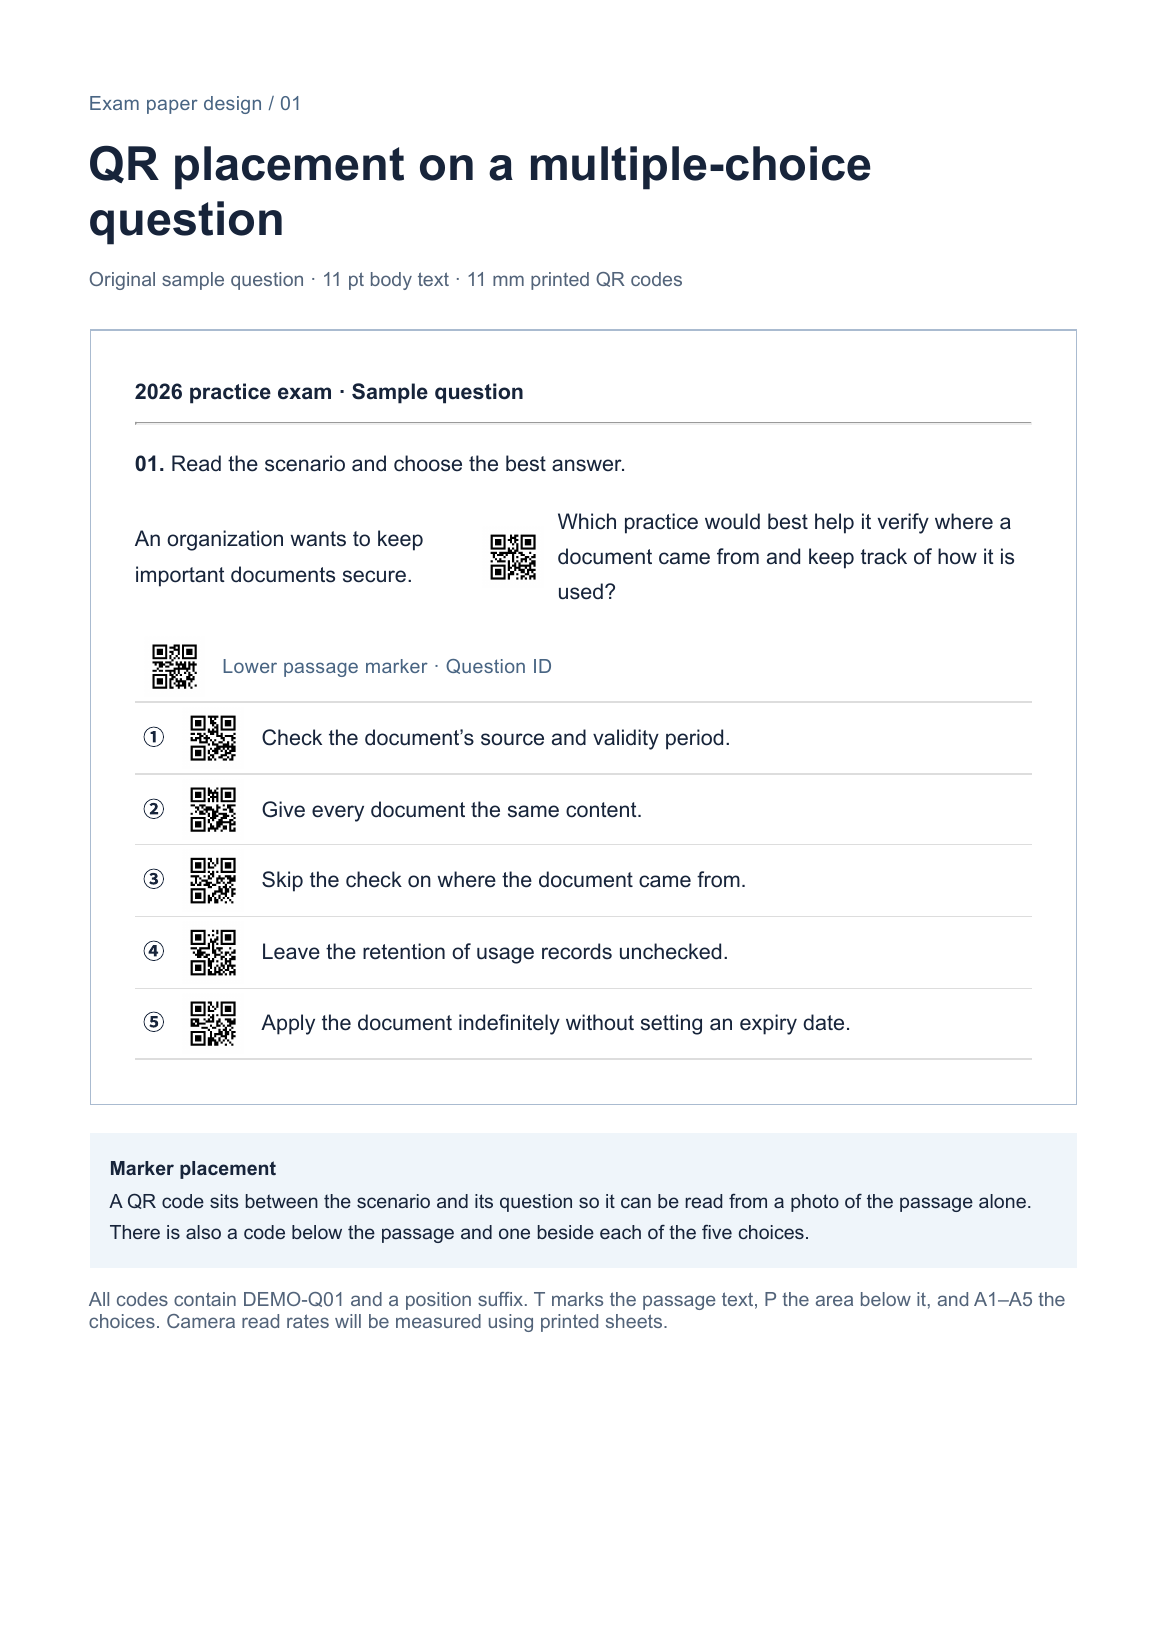 Exam paper design / 01
QR placement on a multiple-choice
question
Original sample question · 11 pt body text · 11 mm printed QR codes
2026 practice exam · Sample question
01. Read the scenario and choose the best answer.
An organization wants to keep
important documents secure.
Which practice would best help it verify where a
document came from and keep track of how it is
used?
Lower passage marker · Question ID
① Check the document’s source and validity period.
② Give every document the same content.
③ Skip the check on where the document came from.
④ Leave the retention of usage records unchecked.
⑤ Apply the document indefinitely without setting an expiry date.
Marker placement
A QR code sits between the scenario and its question so it can be read from a photo of the passage alone.
There is also a code below the passage and one beside each of the five choices.
All codes contain DEMO-Q01 and a position suffix. T marks the passage text, P the area below it, and A1–A5 the
choices. Camera read rates will be measured using printed sheets.